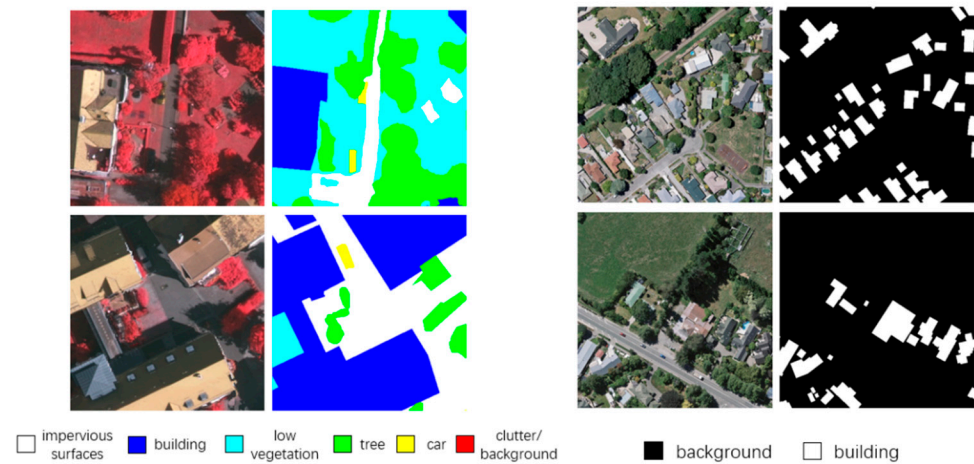 impervious
surfaces
building
low
vegetation
tree
car
clutter/
background
background
building